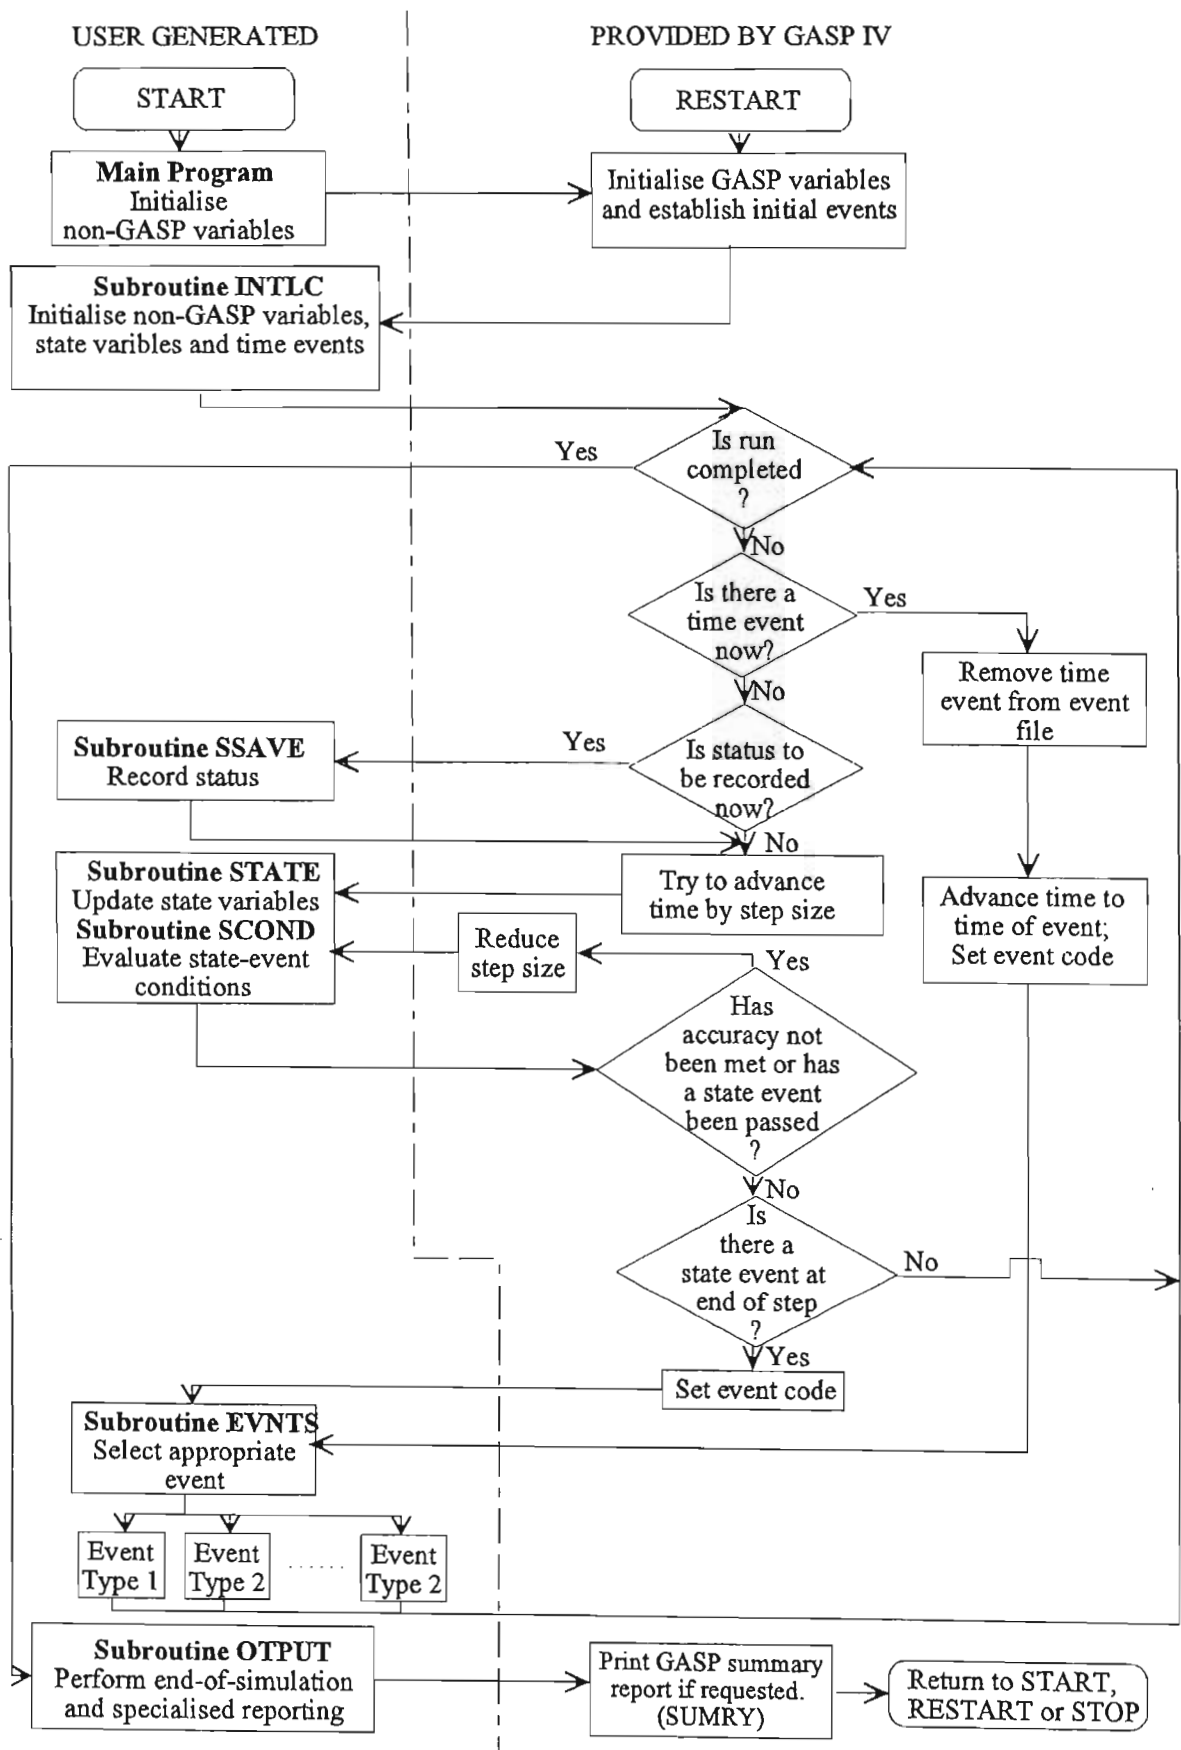 USER GENERATED
PROVIDED BY GASP IV
START
RESTART
Main Program
Initialise
non-GASP variables
Initialise GASP variables
and establish initial events
Subroutine INTLC
Initialise non-GASP variables,
state varibles and time events
Is run
completed
?
Yes
No
Is there a
time event
now?
Yes
No
Remove time
event from event
file
Is status to
be recorded
now?
Yes
No
Subroutine SSAVE
Record status
Try to advance
time by step size
Subroutine STATE
Update state variables
Subroutine SCOND
Evaluate state-event
conditions
Reduce
step size
Advance time to
time of event;
Set event code
Yes
Has
accuracy not
been met or has
a state event
been passed
?
No
Is
there a
state event at
end of step
?
No
Yes
Set event code
Subroutine EVNTS
Select appropriate
event
Event
Type 1
Event
Type 2
......
Event
Type 2
Subroutine OTPUT
Perform end-of-simulation
and specialised reporting
Print GASP summary
report if requested.
(SUMRY)
Return to START,
RESTART or STOP